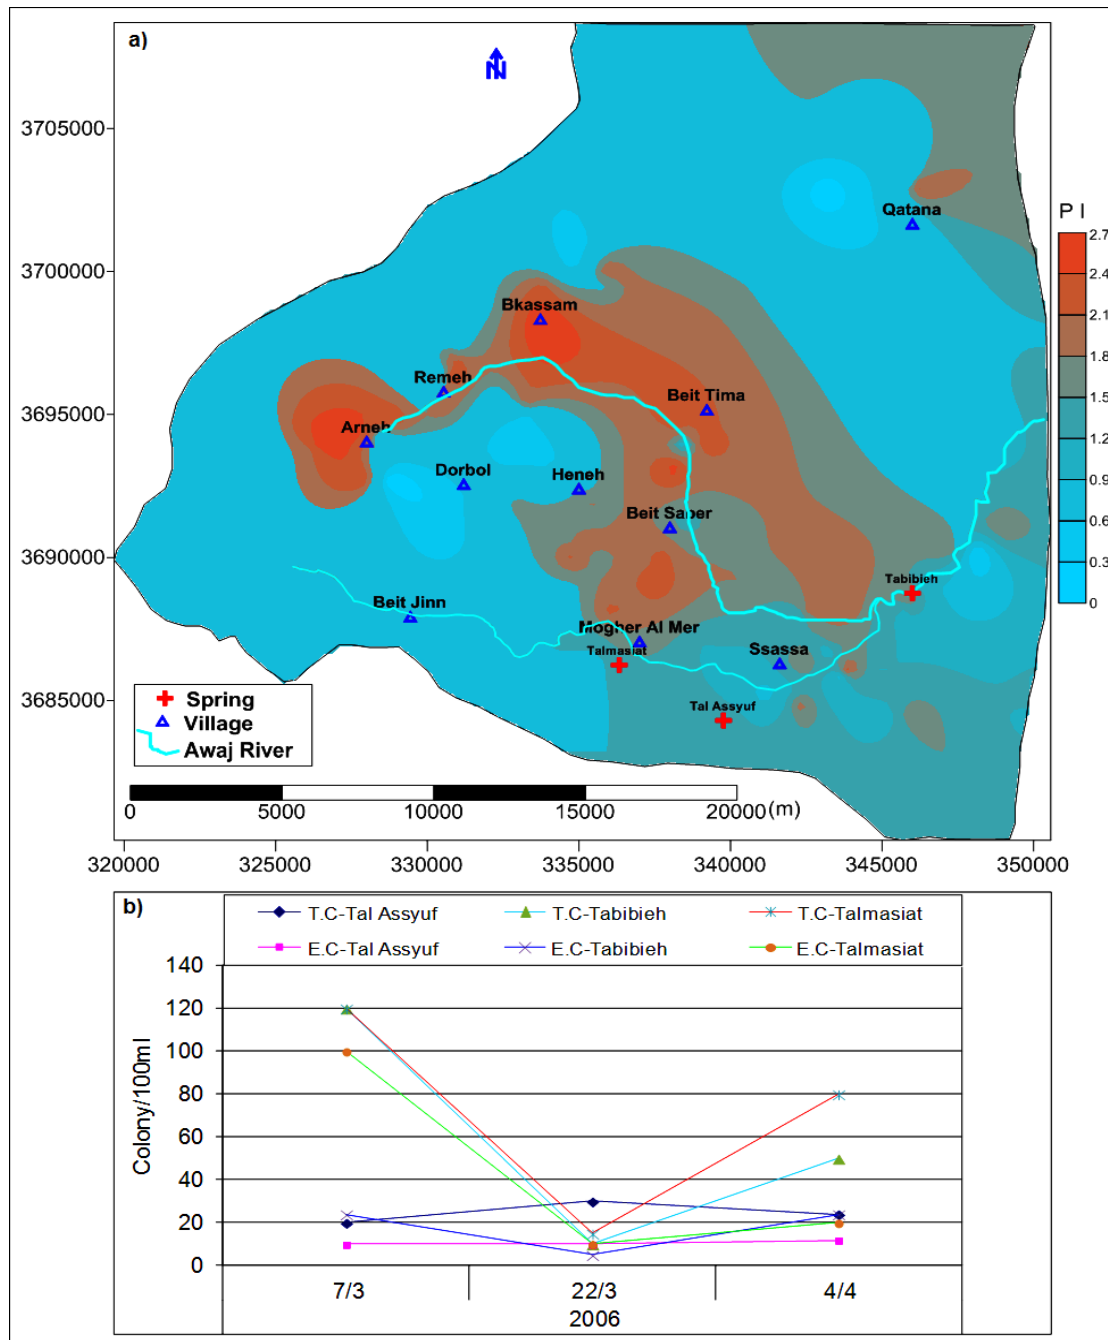 a)
N
3705000
3700000
3695000
3690000
3685000
Qatana
Bkassam
Remeh
Beit Tima
Arneh
Dorbol
Heneh
Beit Saber
Tabibieh
Beit Jinn
Mogher Al Mer
Talmasiat
Ssassa
Tal Assyuf
Spring
Village
Awaj River
0 5000 10000 15000 20000 (m)
320000 325000 330000 335000 340000 345000 350000
P I
2.7
2.4
2.1
1.8
1.5
1.2
0.9
0.6
0.3
0
b)
T.C-Tal Assyuf T.C-Tabibieh T.C-Talmasiat
E.C-Tal Assyuf E.C-Tabibieh E.C-Talmasiat
Colony/100ml
140
120
100
80
60
40
20
0
7/3 22/3 4/4
2006